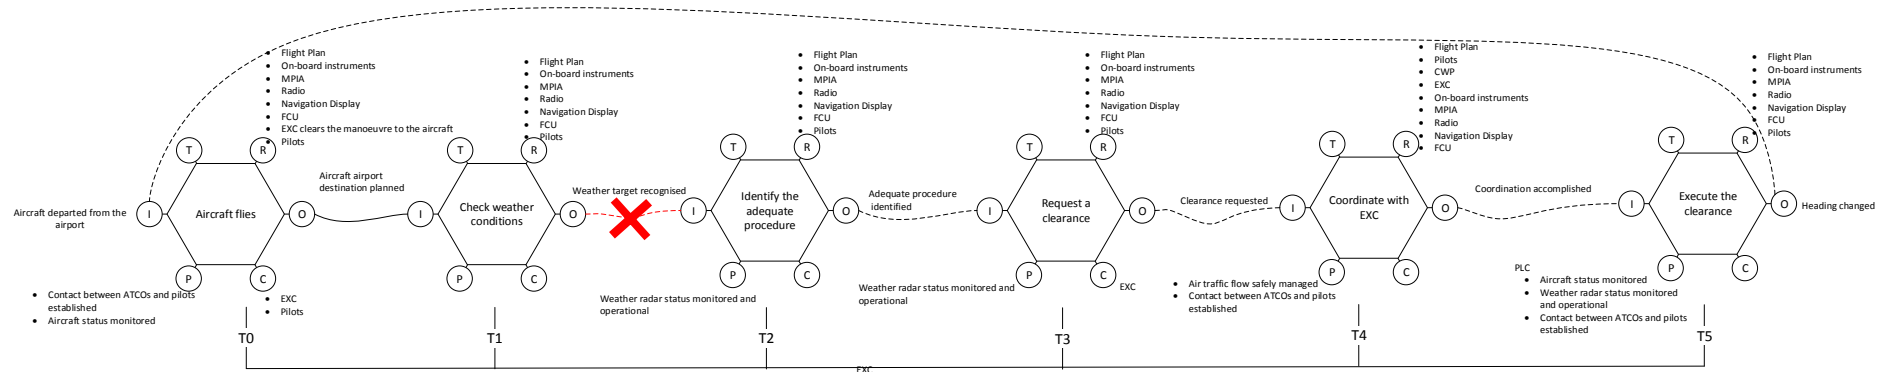 Flight Plan
On-board instruments
MPIA
Radio
Navigation Display
FCU
EXC clears the manoeuvre to the aircraft
Pilots
T
R
Aircraft departed from the
airport
I
Aircraft flies
O
P
C
Contact between ATCOs and pilots
established
Aircraft status monitored
EXC
Pilots
T0
Aircraft airport
destination planned
Flight Plan
On-board instruments
MPIA
Radio
Navigation Display
FCU
Pilots
T
R
I
Check weather
conditions
O
P
C
T1
Weather target recognised
Flight Plan
On-board instruments
MPIA
Radio
Navigation Display
FCU
Pilots
T
R
I
Identify the
adequate
procedure
O
P
C
Weather radar status monitored and
operational
T2
Adequate procedure
identified
Flight Plan
On-board instruments
MPIA
Radio
Navigation Display
FCU
Pilots
T
R
I
Request a
clearance
O
P
C
EXC
Weather radar status monitored and
operational
T3
Clearance requested
Flight Plan
Pilots
CWP
EXC
On-board instruments
MPIA
Radio
Navigation Display
FCU
T
R
I
Coordinate with
EXC
O
P
C
Air traffic flow safely managed
Contact between ATCOs and pilots
established
T4
Coordination accomplished
Flight Plan
On-board instruments
MPIA
Radio
Navigation Display
FCU
Pilots
T
R
I
Execute the
clearance
O
Heading changed
P
C
PLC
Aircraft status monitored
Weather radar status monitored
and operational
Contact between ATCOs and pilots
established
T5
EXC